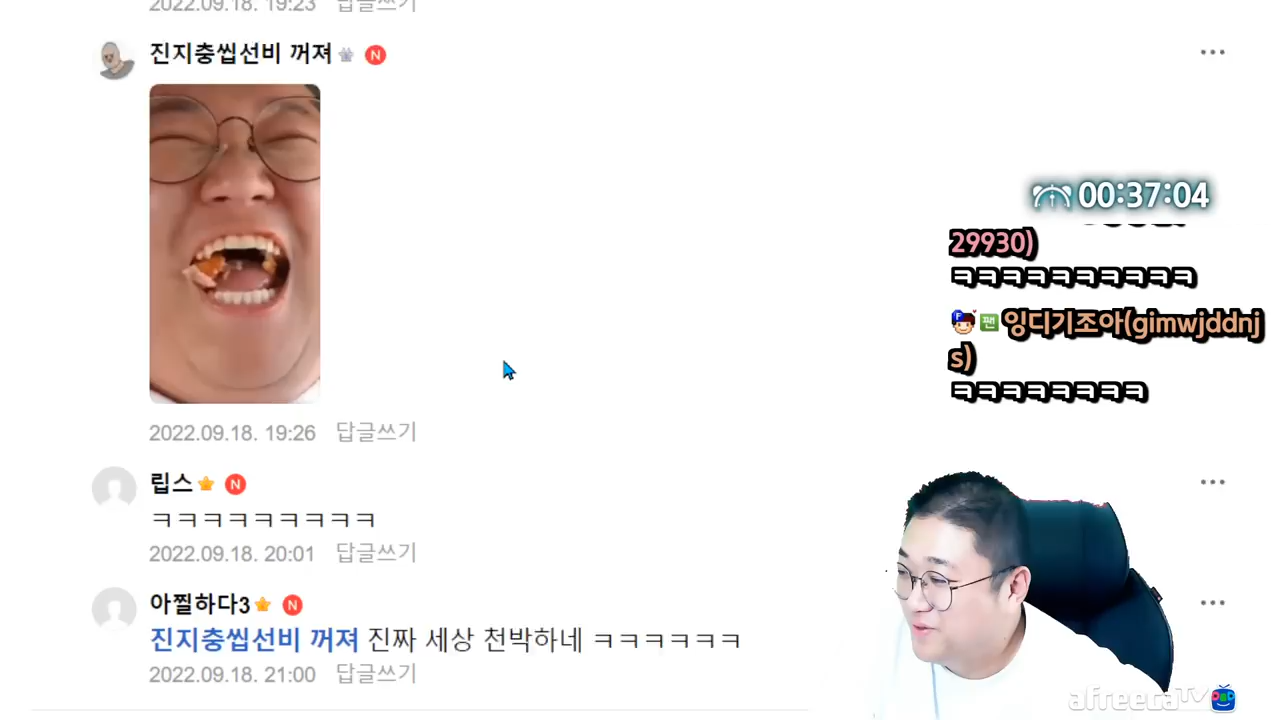 2022.09.18. 19:23 답글쓰기
진지충씹선비 꺼져 N
00:37:04
29930)
ㅋㅋㅋㅋㅋㅋㅋㅋㅋㅋ
F 팬 잉디기조아(gimwjddnj
s)
ㅋㅋㅋㅋㅋㅋㅋㅋ
2022.09.18. 19:26 답글쓰기
립스 N
ㅋㅋㅋㅋㅋㅋㅋㅋㅋ
2022.09.18. 20:01 답글쓰기
아찔하다3 N
진지충씹선비 꺼져 진짜 세상 천박하네 ㅋㅋㅋㅋㅋㅋ
2022.09.18. 21:00 답글쓰기
afreecaTV